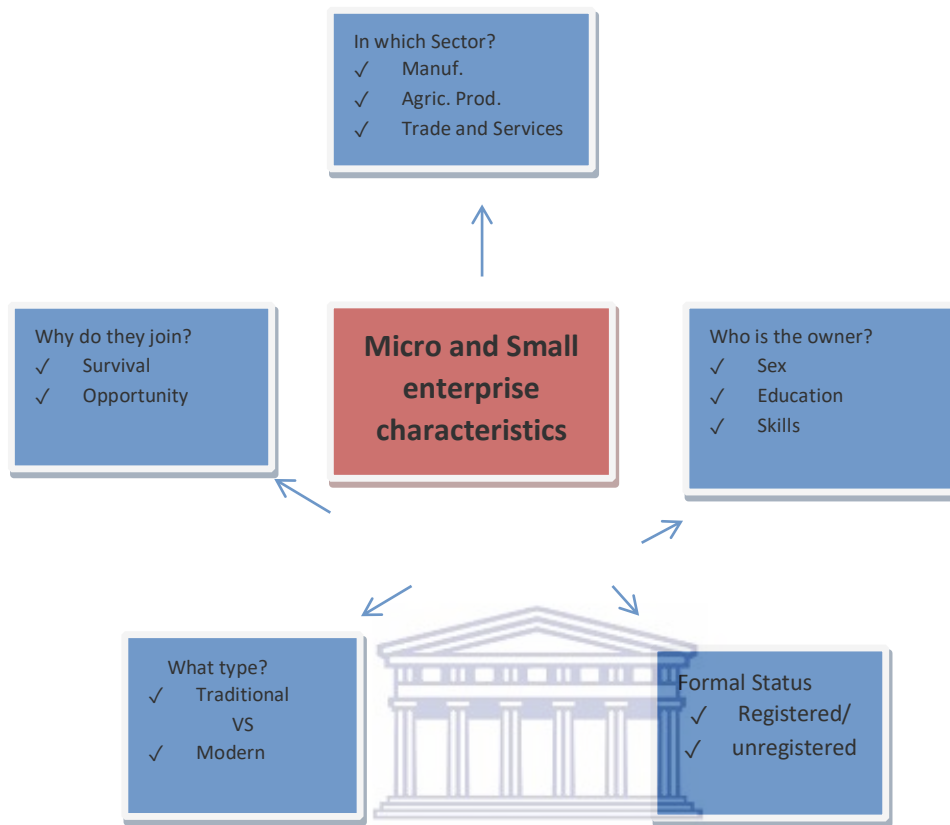 In which Sector?
✓ Manuf.
✓ Agric. Prod.
✓ Trade and Services
Why do they join?
✓ Survival
✓ Opportunity
Micro and Small
enterprise
characteristics
Who is the owner?
✓ Sex
✓ Education
✓ Skills
What type?
✓ Traditional
VS
✓ Modern
Formal Status
✓ Registered/
✓ unregistered